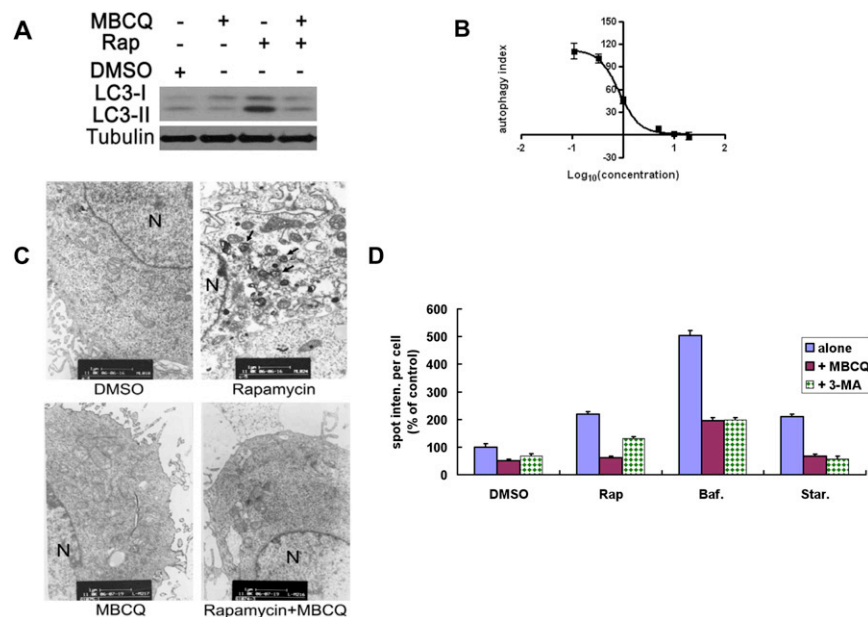 A
MBCQ - + - +
Rap - - + +
DMSO + - - -
LC3-I
LC3-II
Tubulin
B
autophagy index
150
120
90
60
30
0
-30
-2 -1 0 1 2
Log10(concentration)
C
N
N
DMSO
Rapamycin
N
N
MBCQ
Rapamycin+MBCQ
D
spot inten. per cell
(% of control)
600
500
400
300
200
100
0
DMSO Rap Baf. Star.
alone
+ MBCQ
+ 3-MA